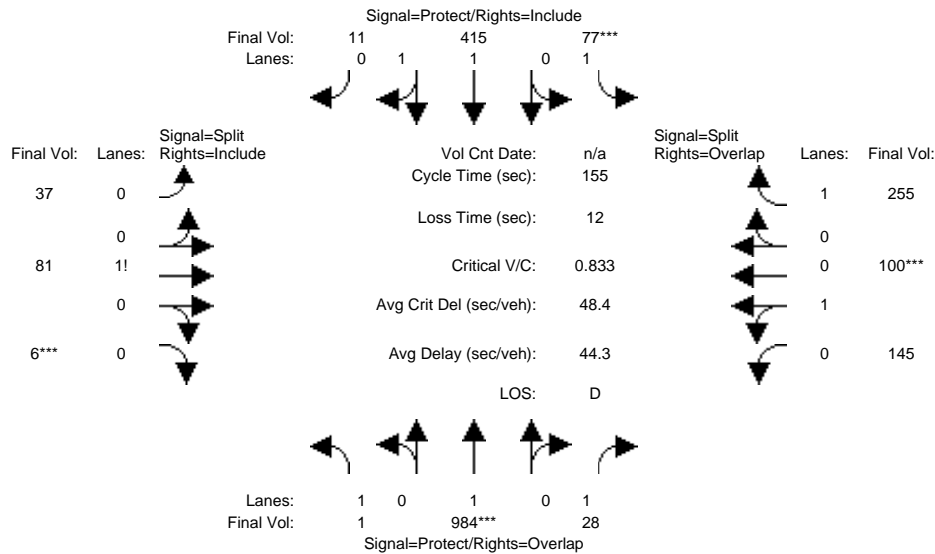 Signal=Protect/Rights=Include
Final Vol: 11 415 77***
Lanes: 0 1 1 0 1
Signal=Split
Final Vol: Lanes: Rights=Include
Vol Cnt Date: n/a
Signal=Split
Rights=Overlap Lanes: Final Vol:
Cycle Time (sec): 155
37 0
1 255
Loss Time (sec): 12
0
0
81 1!
Critical V/C: 0.833
0 100***
0
Avg Crit Del (sec/veh): 48.4
1
6*** 0
Avg Delay (sec/veh): 44.3
0 145
LOS: D
Lanes: 1 0 1 0 1
Final Vol: 1 984*** 28
Signal=Protect/Rights=Overlap